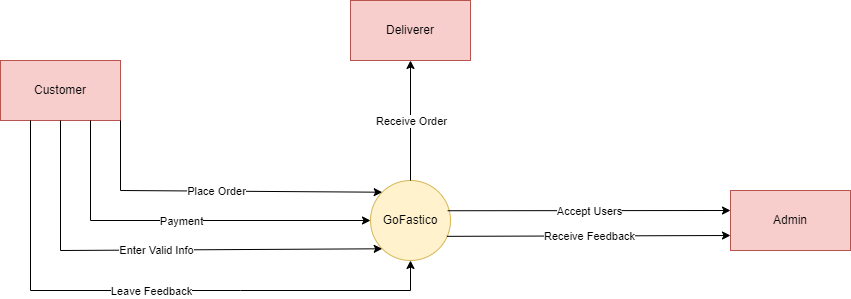 Deliverer
Customer
Receive Order
Place Order
GoFastico
Payment
Accept Users
Admin
Enter Valid Info
Receive Feedback
Leave Feedback